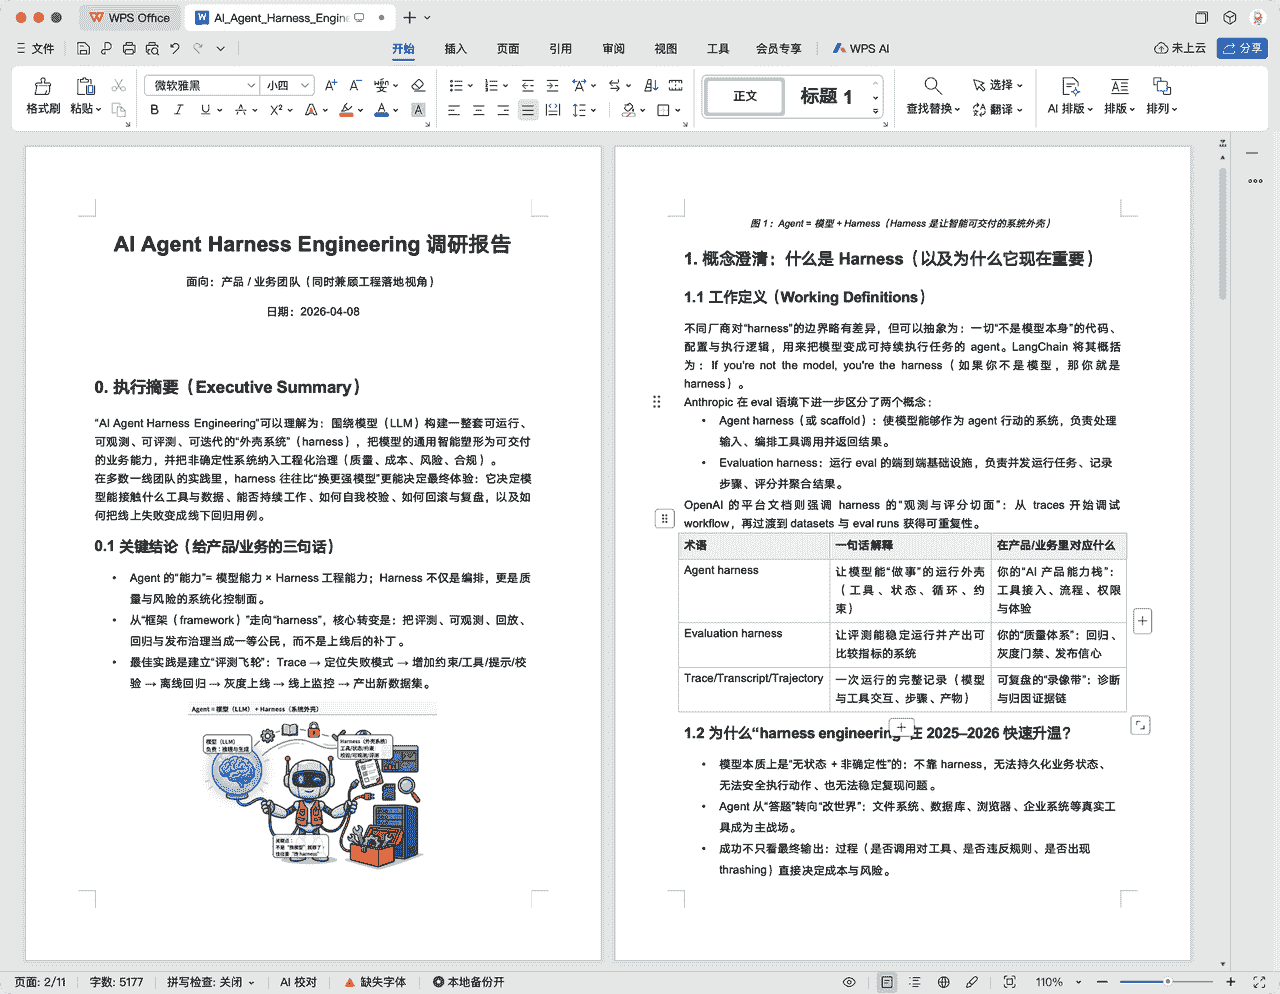 WPS Office
AI_Agent_Harness_Engine
文件
开始
插入
页面
引用
审阅
视图
工具
会员专享
WPS AI
未上云
分享
格式刷
粘贴
微软雅黑
小四
正文
标题 1
查找替换
选择
翻译
AI 排版
排版
排列
AI Agent Harness Engineering 调研报告
面向：产品 / 业务团队（同时兼顾工程落地视角）
日期：2026-04-08
0. 执行摘要（Executive Summary）
“AI Agent Harness Engineering”可以理解为：围绕模型（LLM）构建一整套可运行、
可观测、可评测、可迭代的“外壳系统”（harness），把模型的通用智能塑形为可交付
的业务能力，并把非确定性系统纳入工程化治理（质量、成本、风险、合规）。
在多数一线团队的实践里，harness 往往比“换更强模型”更能决定最终体验：它决定模
型能接触什么工具与数据、能否持续工作、如何自我校验、如何回滚与复盘，以及如
何把线上失败变成线下回归用例。
0.1 关键结论（给产品/业务的三句话）
• Agent 的“能力”= 模型能力 × Harness 工程能力；Harness 不仅是编排，更是质
量与风险的系统化控制面。
• 从“框架（framework）”走向“harness”，核心转变是：把评测、可观测、回放、
回归与发布治理当成一等公民，而不是上线后的补丁。
• 最佳实践是建立“评测飞轮”：Trace → 定位失败模式 → 增加约束/工具/提示/校
验 → 离线回归 → 灰度上线 → 线上监控 → 产出新数据集。
Agent = 模型（LLM） + Harness（系统外壳）
模型（LLM）
负责：推理与生成
Harness（外壳系统）
工具/状态/约束
校验/可观测/评测
关键点：
不是“换模型”就够了，
往往要“改 harness”
图 1：Agent = 模型 + Harness（Harness 是让智能可交付的系统外壳）
1. 概念澄清：什么是 Harness（以及为什么它现在重要）
1.1 工作定义（Working Definitions）
不同厂商对“harness”的边界略有差异，但可以抽象为：一切“不是模型本身”的代码、
配置与执行逻辑，用来把模型变成可持续执行任务的 agent。LangChain 将其概括
为：If you're not the model, you're the harness（如果你不是模型，那你就是
harness）。
Anthropic 在 eval 语境下进一步区分了两个概念：
• Agent harness（或 scaffold）：使模型能够作为 agent 行动的系统，负责处理
输入、编排工具调用并返回结果。
• Evaluation harness：运行 eval 的端到端基础设施，负责并发运行任务、记录
步骤、评分并聚合结果。
OpenAI 的平台文档则强调 harness 的“观测与评分切面”：从 traces 开始调试
workflow，再过渡到 datasets 与 eval runs 获得可重复性。
术语
一句话解释
在产品/业务里对应什么
Agent harness
让模型能“做事”的运行外壳
（工具、状态、循环、约
束）
你的“AI 产品能力栈”：
工具接入、流程、权限
与体验
Evaluation harness
让评测能稳定运行并产出可
比较指标的系统
你的“质量体系”：回归、
灰度门禁、发布信心
Trace/Transcript/Trajectory
一次运行的完整记录（模型
与工具交互、步骤、产物）
可复盘的“录像带”：诊断
与归因证据链
1.2 为什么“harness engineering 在 2025–2026 快速升温?
• 模型本质上是“无状态 + 非确定性”的：不靠 harness，无法持久化业务状态、
无法安全执行动作、也无法稳定复现问题。
• Agent 从“答题”转向“改世界”：文件系统、数据库、浏览器、企业系统等真实工
具成为主战场。
• 成功不只看最终输出：过程（是否调用对工具、是否违反规则、是否出现
thrashing）直接决定成本与风险。
页面: 2/11
字数: 5177
拼写检查: 关闭
AI 校对
缺失字体
本地备份开
110%